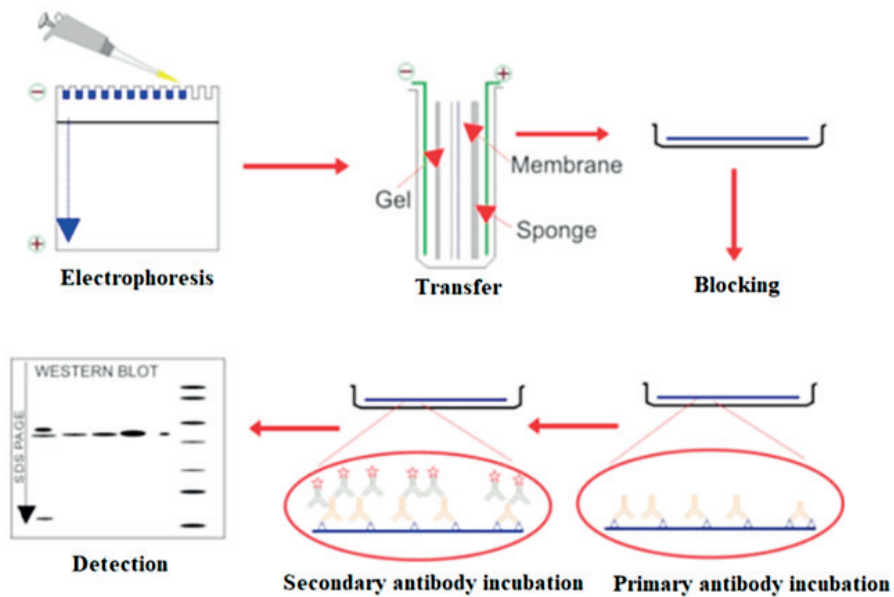 −
+
Electrophoresis
−
+
Gel
Membrane
Sponge
Transfer
Blocking
WESTERN BLOT
SDS PAGE
Detection
Secondary antibody incubation
Primary antibody incubation